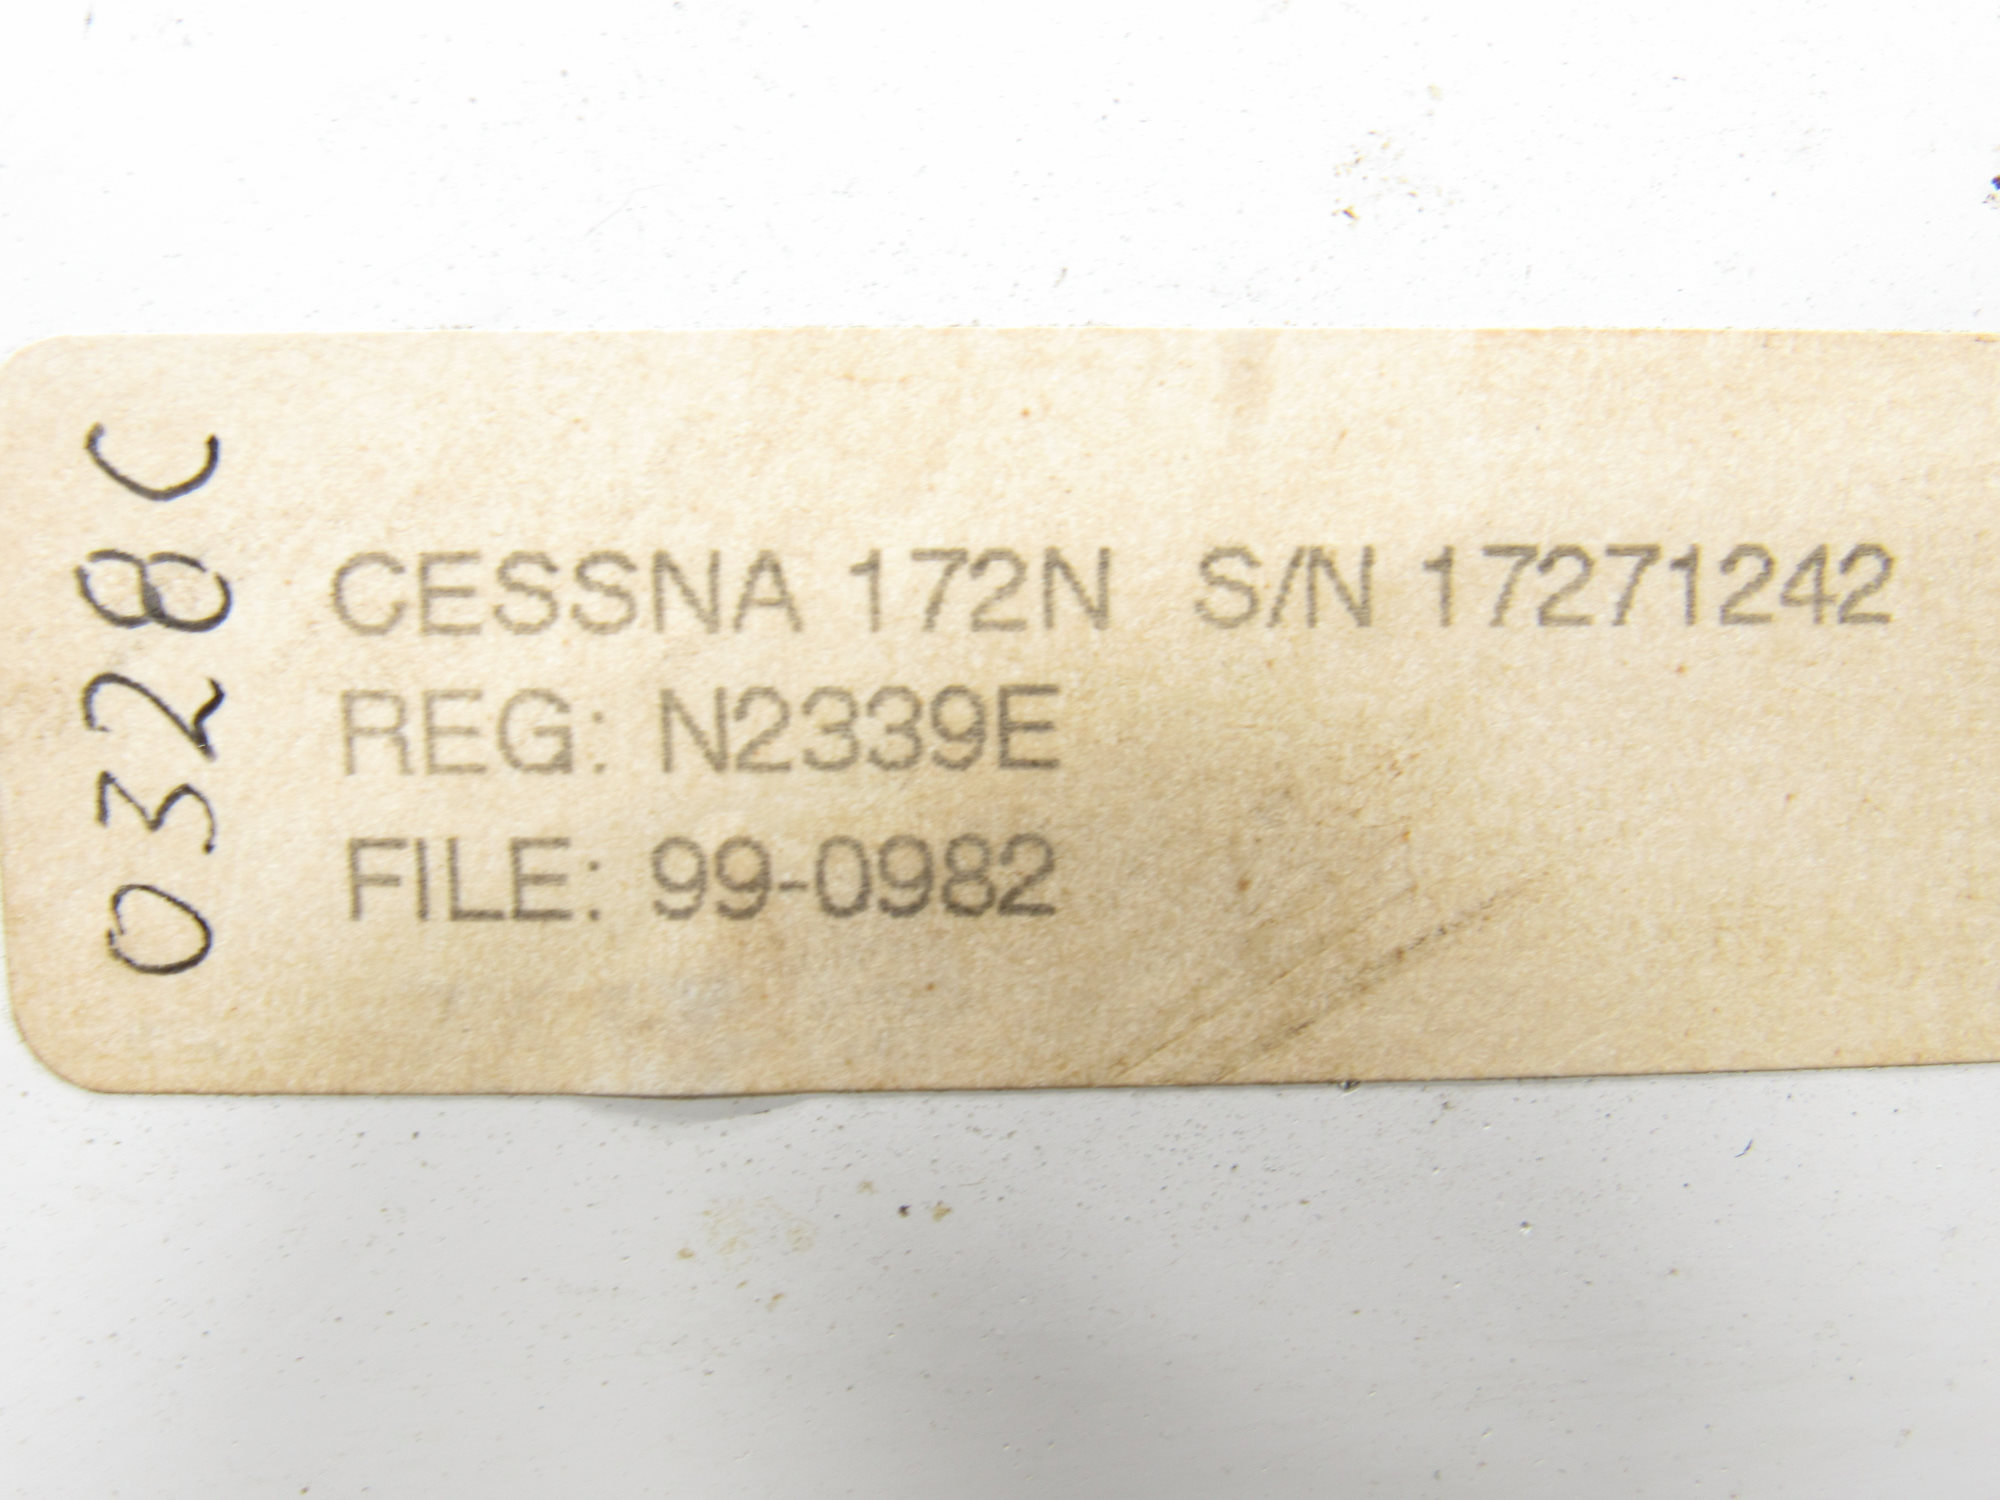 0328C
CESSNA 172N S/N 17271242
REG: N2339E
FILE: 99-0982